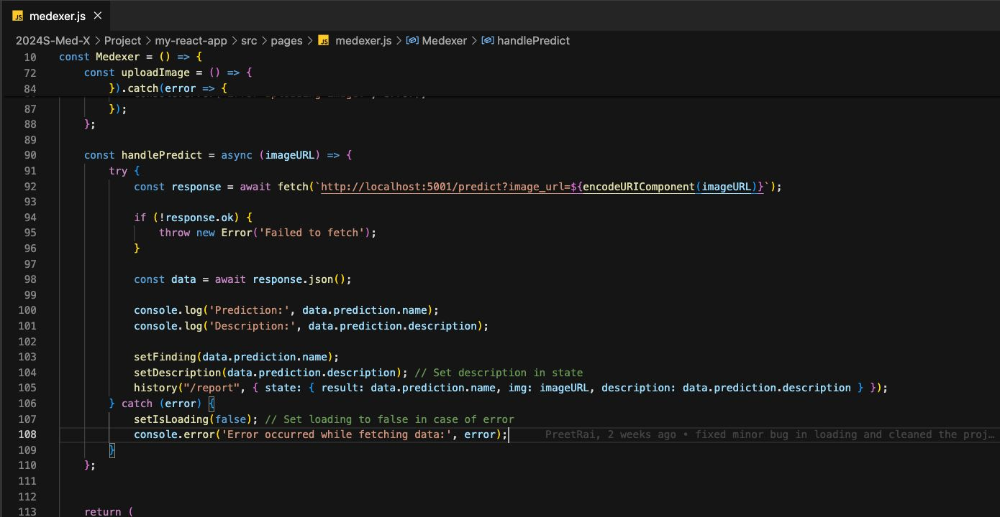 JS medexer.js ×
2024S-Med-X > Project > my-react-app > src > pages > JS medexer.js > Medexer > handlePredict
10 const Medexer = () => {
72 const uploadImage = () => {
84 }).catch(error => {
87 });
88 };
89
90 const handlePredict = async (imageURL) => {
91 try {
92 const response = await fetch(`http://localhost:5001/predict?image_url=${encodeURIComponent(imageURL)}`);
93
94 if (!response.ok) {
95 throw new Error('Failed to fetch');
96 }
97
98 const data = await response.json();
99
100 console.log('Prediction:', data.prediction.name);
101 console.log('Description:', data.prediction.description);
102
103 setFinding(data.prediction.name);
104 setDescription(data.prediction.description); // Set description in state
105 history("/report", { state: { result: data.prediction.name, img: imageURL, description: data.prediction.description } });
106 } catch (error) {
107 setIsLoading(false); // Set loading to false in case of error
108 console.error('Error occurred while fetching data:', error); PreetRai, 2 weeks ago • fixed minor bug in loading and cleaned the proj…
109 }
110 };
111
112
113 return (